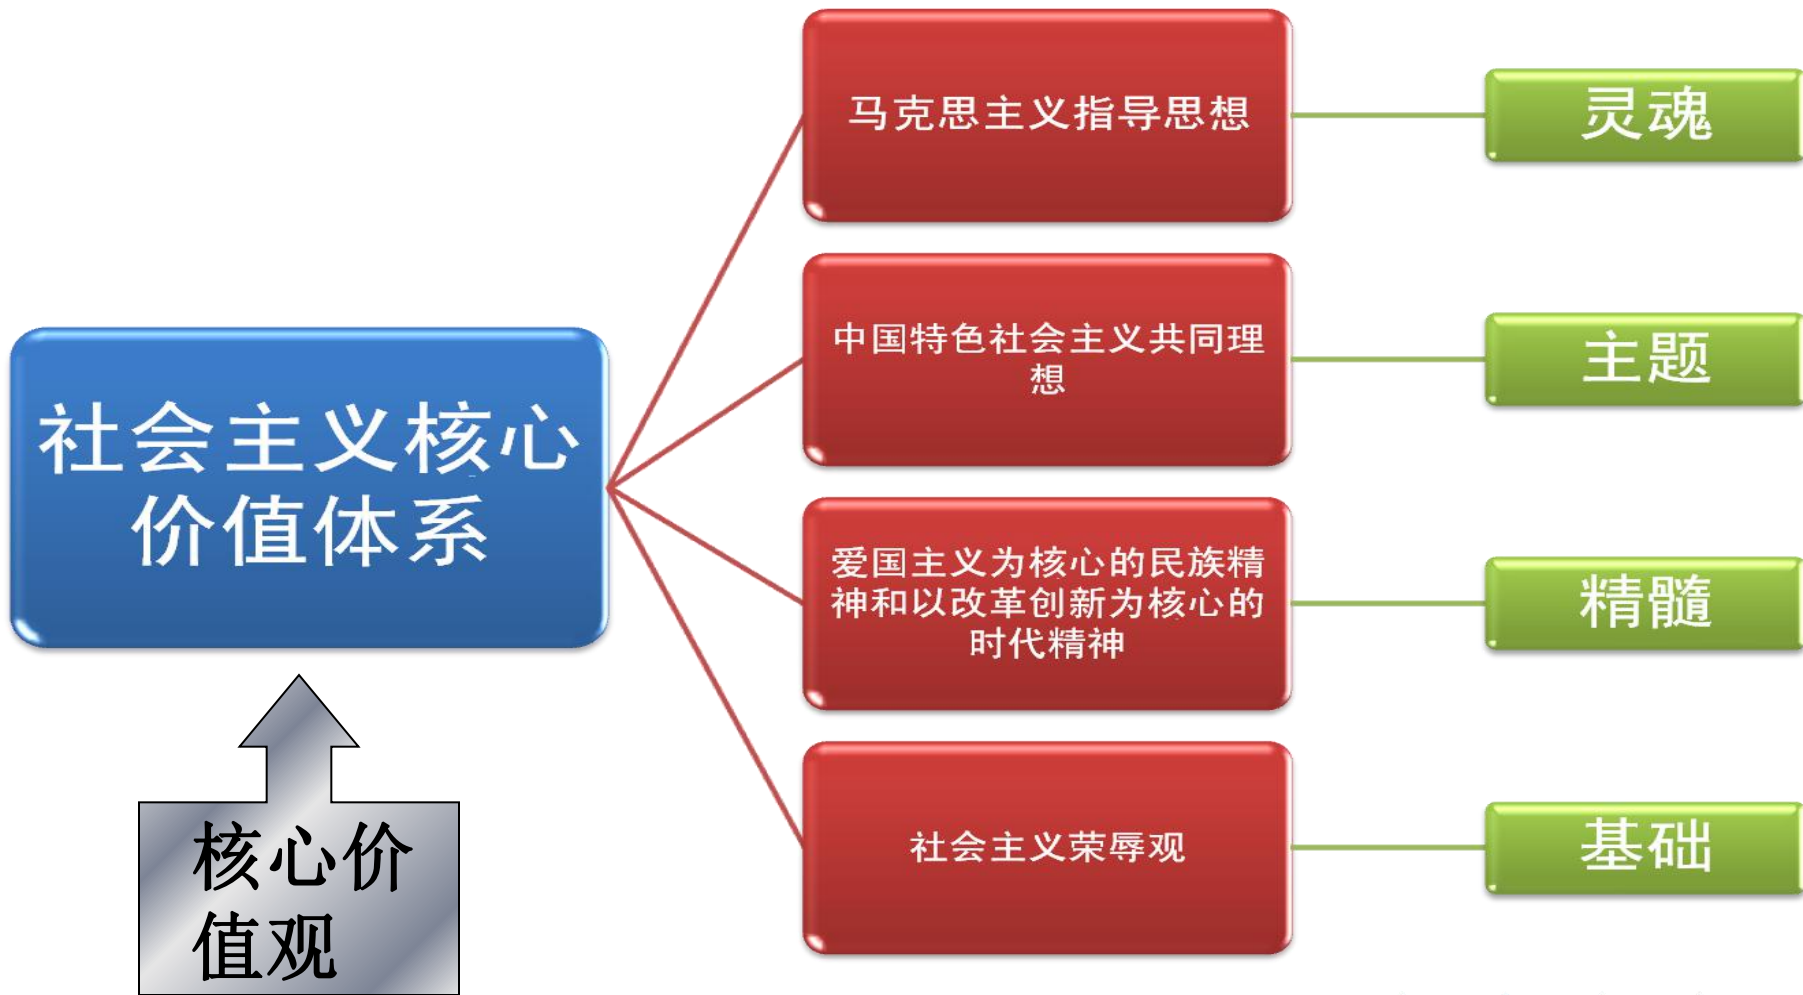 马克思主义指导思想
灵魂
中国特色社会主义共同理
想
主题
社会主义核心
价值体系
爱国主义为核心的民族精
神和以改革创新为核心的
时代精神
精髓
社会主义荣辱观
基础
核心价
值观